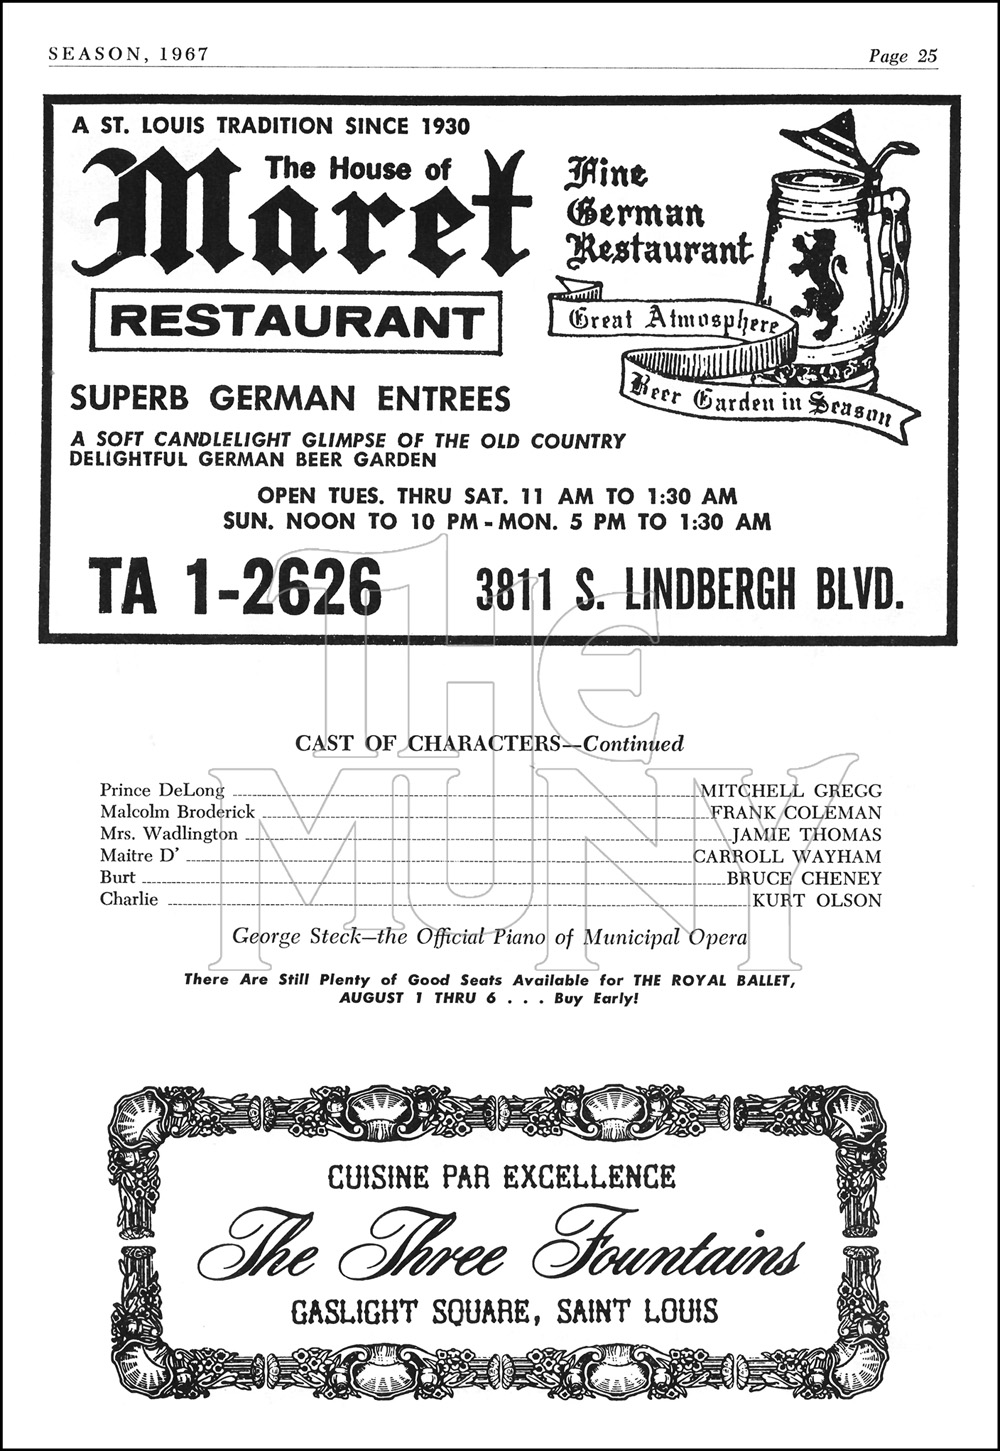 SEASON, 1967 Page 25
A ST. LOUIS TRADITION SINCE 1930
The House of
Maret
RESTAURANT
Fine
German
Restaurant
Great Atmosphere
Beer Garden in Season
SUPERB GERMAN ENTREES
A SOFT CANDLELIGHT GLIMPSE OF THE OLD COUNTRY
DELIGHTFUL GERMAN BEER GARDEN
OPEN TUES. THRU SAT. 11 AM TO 1:30 AM
SUN. NOON TO 10 PM - MON. 5 PM TO 1:30 AM
TA 1-2626 3811 S. LINDBERGH BLVD.
THE
MUNY
CAST OF CHARACTERS—Continued
Prince DeLong MITCHELL GREGG
Malcolm Broderick FRANK COLEMAN
Mrs. Wadlington JAMIE THOMAS
Maitre D' CARROLL WAYHAM
Burt BRUCE CHENEY
Charlie KURT OLSON
George Steck—the Official Piano of Municipal Opera
There Are Still Plenty of Good Seats Available for THE ROYAL BALLET,
AUGUST 1 THRU 6 . . . Buy Early!
CUISINE PAR EXCELLENCE
The Three Fountains
GASLIGHT SQUARE, SAINT LOUIS